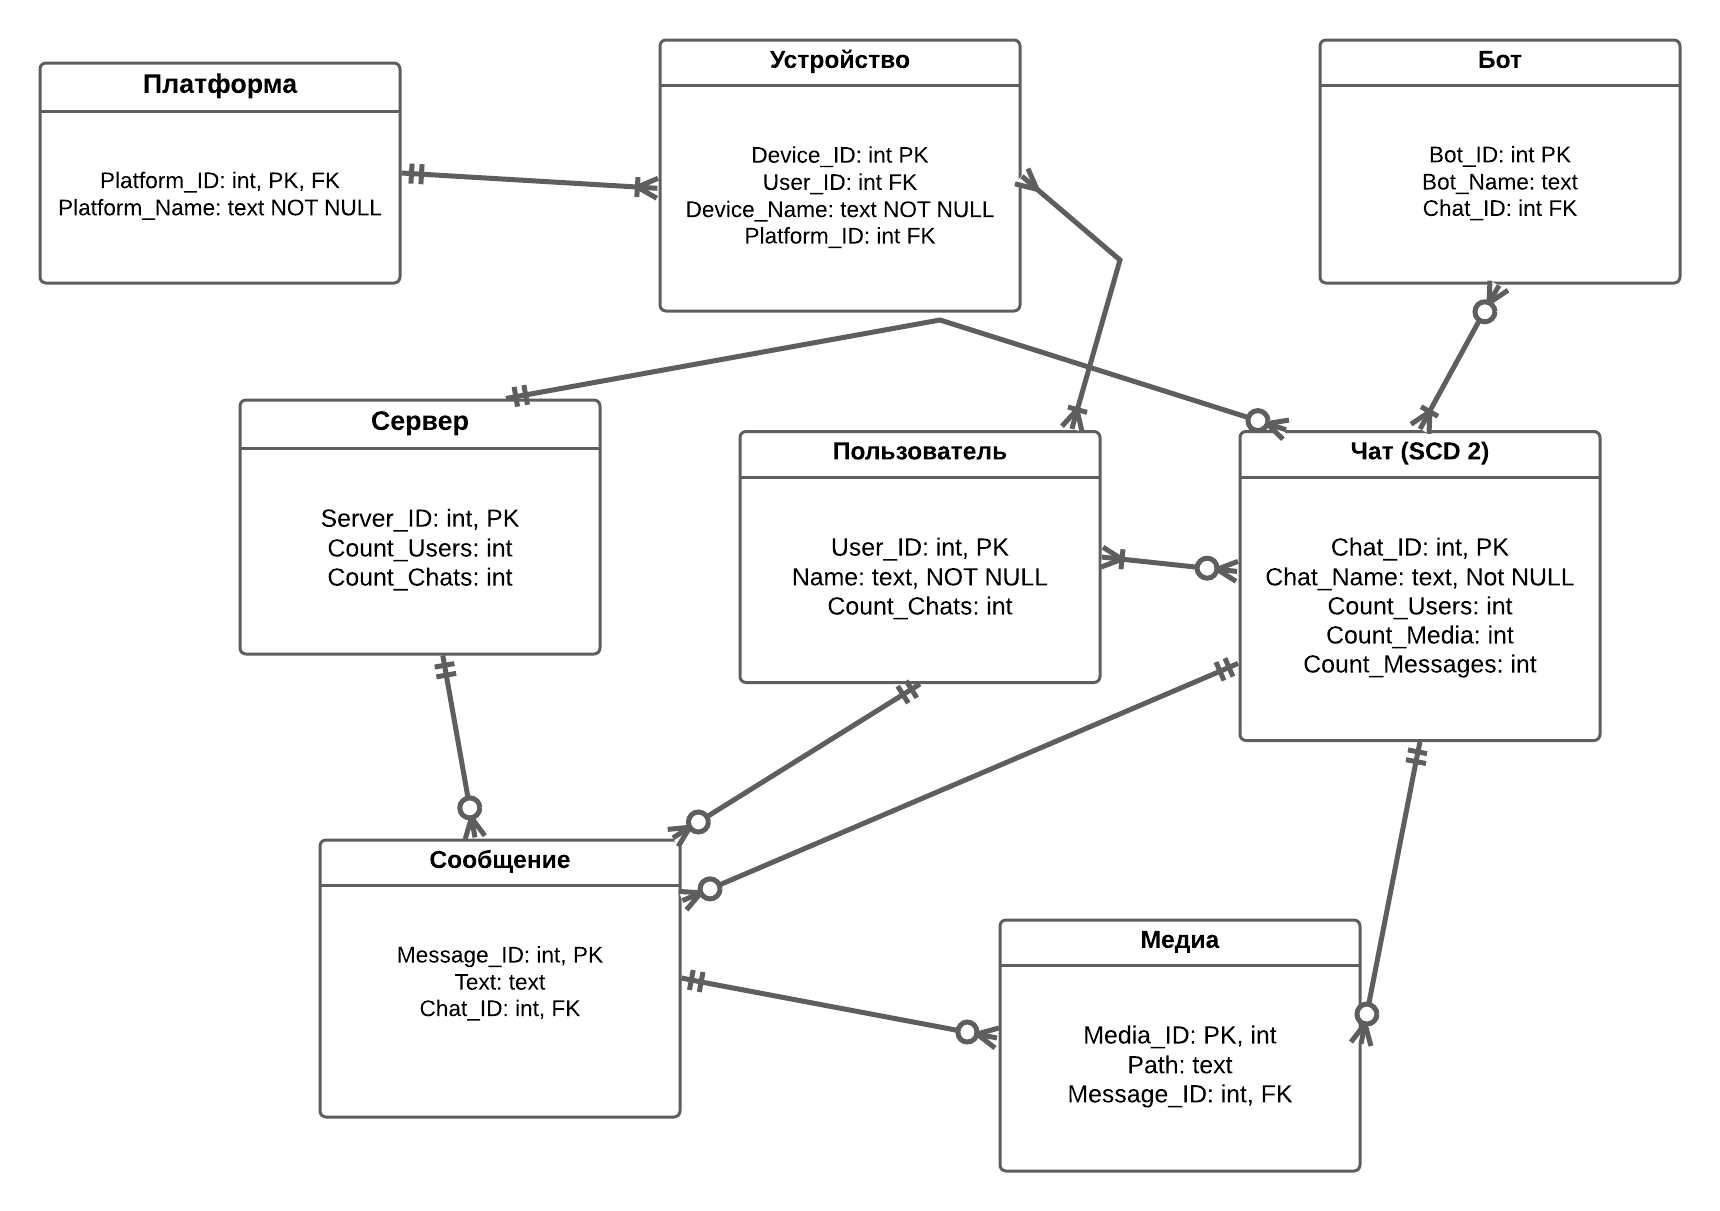 Платформа
Platform_ID: int, PK, FK
Platform_Name: text NOT NULL
Устройство
Device_ID: int PK
User_ID: int FK
Device_Name: text NOT NULL
Platform_ID: int FK
Бот
Bot_ID: int PK
Bot_Name: text
Chat_ID: int FK
Сервер
Server_ID: int, PK
Count_Users: int
Count_Chats: int
Пользователь
User_ID: int, PK
Name: text, NOT NULL
Count_Chats: int
Чат (SCD 2)
Chat_ID: int, PK
Chat_Name: text, Not NULL
Count_Users: int
Count_Media: int
Count_Messages: int
Сообщение
Message_ID: int, PK
Text: text
Chat_ID: int, FK
Медиа
Media_ID: PK, int
Path: text
Message_ID: int, FK